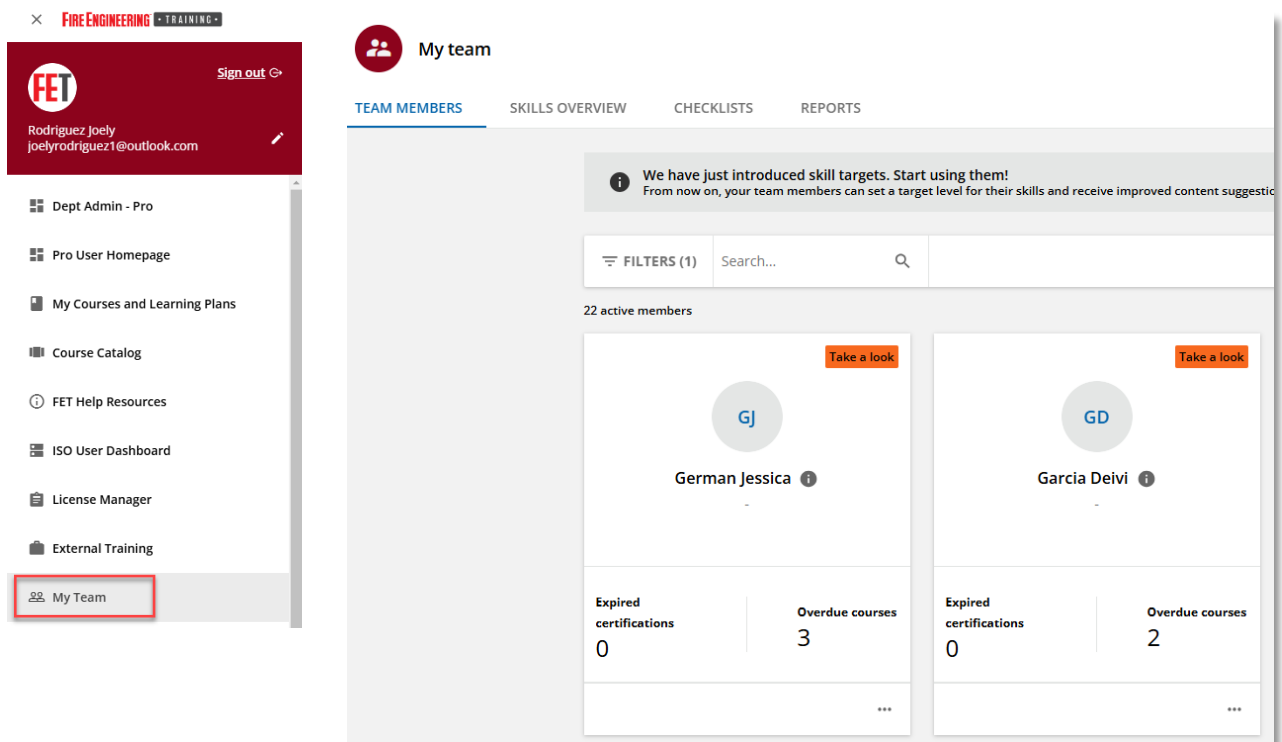 FIRE ENGINEERING • TRAINING •
Sign out
FET
Rodriguez Joely
joelyrodriguez1@outlook.com
Dept Admin - Pro
Pro User Homepage
My Courses and Learning Plans
Course Catalog
FET Help Resources
ISO User Dashboard
License Manager
External Training
My Team
My team
TEAM MEMBERS SKILLS OVERVIEW CHECKLISTS REPORTS
We have just introduced skill targets. Start using them!
From now on, your team members can set a target level for their skills and receive improved content suggestic
FILTERS (1) Search...
22 active members
Take a look
GJ
German Jessica
-
Expired
certifications
0
Overdue courses
3
...
Take a look
GD
Garcia Deivi
-
Expired
certifications
0
Overdue courses
2
...